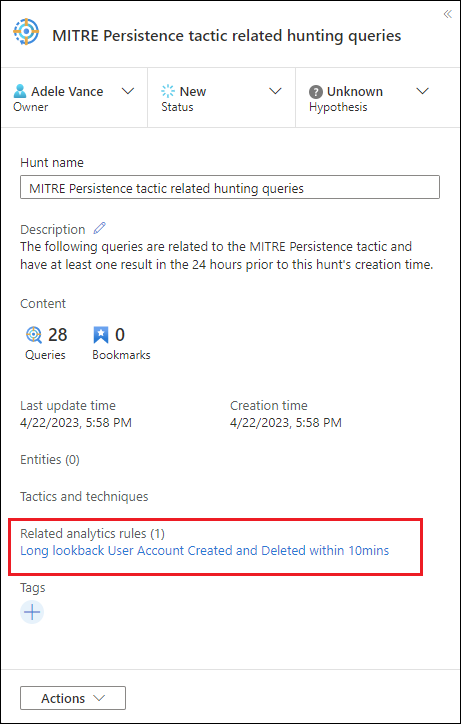 «
MITRE Persistence tactic related hunting queries
Adele Vance
Owner
New
Status
Unknown
Hypothesis
Hunt name
MITRE Persistence tactic related hunting queries
Description
The following queries are related to the MITRE Persistence tactic and
have at least one result in the 24 hours prior to this hunt's creation time.
Content
28
Queries
0
Bookmarks
Last update time
4/22/2023, 5:58 PM
Creation time
4/22/2023, 5:58 PM
Entities (0)
Tactics and techniques
Related analytics rules (1)
Long lookback User Account Created and Deleted within 10mins
Tags
Actions